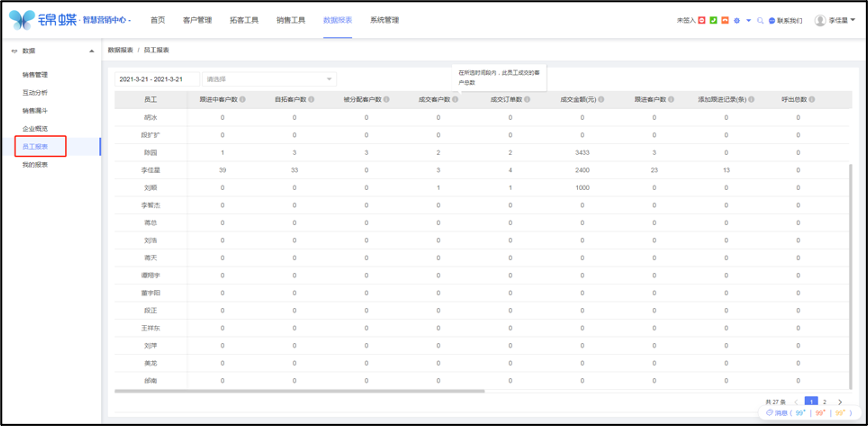 锦蝶 · 智慧营销中心 · 首页 客户管理 拓客工具 销售工具 数据报表 系统管理 未签入 联系我们 李佳星
数据
销售管理
互动分析
销售漏斗
企业概览
员工报表
我的报表
数据报表 / 员工报表
2021-3-21 - 2021-3-21 请选择
在所选时间段内，此员工成交的客
户总数
员工 跟进中客户数 自拓客户数 被分配客户数 成交客户数 成交订单数 成交金额(元) 跟进客户数 添加跟进记录(条) 呼出总数
胡冰 0 0 0 0 0 0 0 0 0
段扩扩 0 0 0 0 0 0 0 0 0
陈园 1 3 3 2 2 3433 3 0 0
李佳星 39 33 0 3 4 2400 23 13 0
刘顺 0 0 0 1 1 1000 0 0 0
李智杰 0 0 0 0 0 0 0 0 0
蒋总 0 0 0 0 0 0 0 0 0
刘浩 0 0 0 0 0 0 0 0 0
蒋天 0 0 0 0 0 0 0 0 0
谭翔宇 0 0 0 0 0 0 0 0 0
董宇阳 0 0 0 0 0 0 0 0 0
段正 0 0 0 0 0 0 0 0 0
王祥东 0 0 0 0 0 0 0 0 0
刘萍 0 0 0 0 0 0 0 0 0
美龙 0 0 0 0 0 0 0 0 0
邰南 0 0 0 0 0 0 0 0 0
共 27 条 < 1 2 >
消息 ( 99+ | 99+ | 99+ )